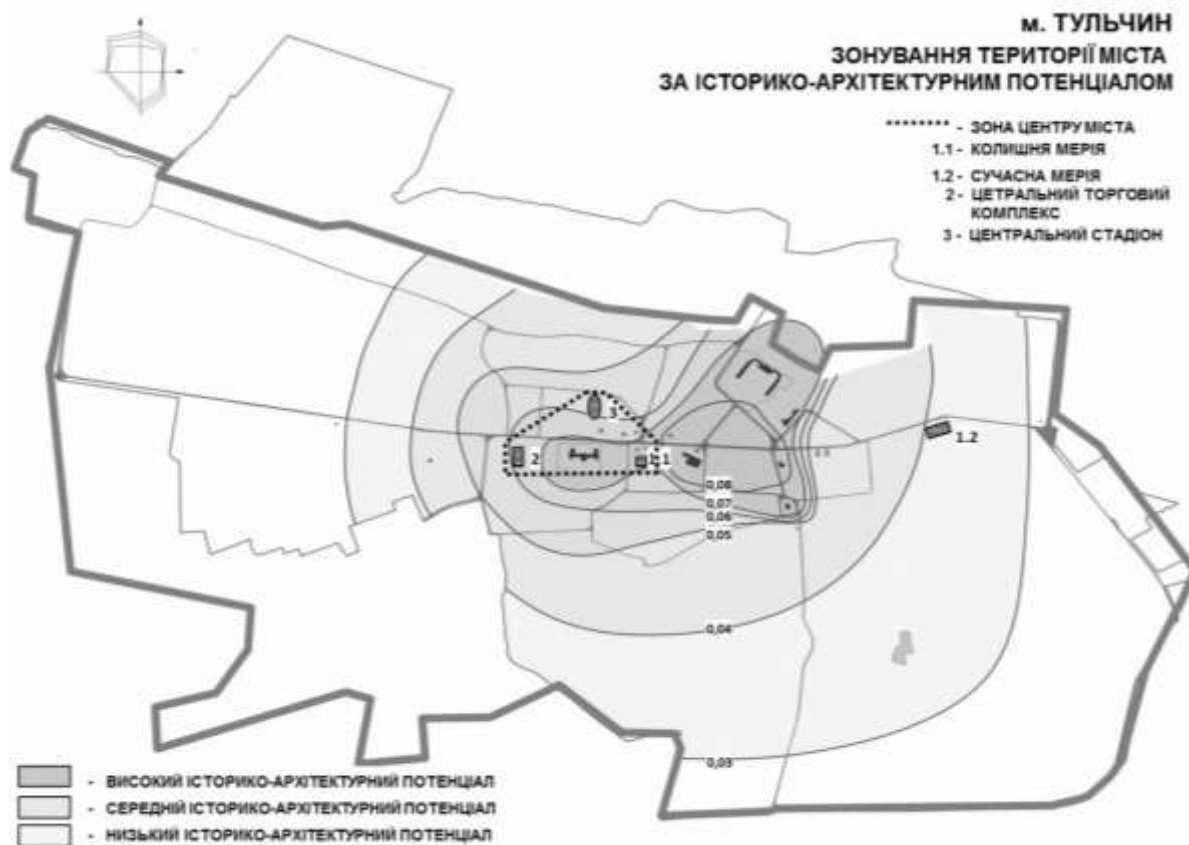 м. ТУЛЬЧИН
ЗОНУВАННЯ ТЕРИТОРІЇ МІСТА
ЗА ІСТОРИКО-АРХІТЕКТУРНИМ ПОТЕНЦІАЛОМ
******** - ЗОНА ЦЕНТРУ МІСТА
1.1 - КОЛИШНЯ МЕРІЯ
1.2 - СУЧАСНА МЕРІЯ
2 - ЦЕТРАЛЬНИЙ ТОРГОВИЙ
КОМПЛЕКС
3 - ЦЕНТРАЛЬНИЙ СТАДІОН
3
1.2
2
1.1
0,08
0,07
0,06
0,05
0,04
0,03
- ВИСОКИЙ ІСТОРИКО-АРХІТЕКТУРНИЙ ПОТЕНЦІАЛ
- СЕРЕДНІЙ ІСТОРИКО-АРХІТЕКТУРНИЙ ПОТЕНЦІАЛ
- НИЗЬКИЙ ІСТОРИКО-АРХІТЕКТУРНИЙ ПОТЕНЦІАЛ